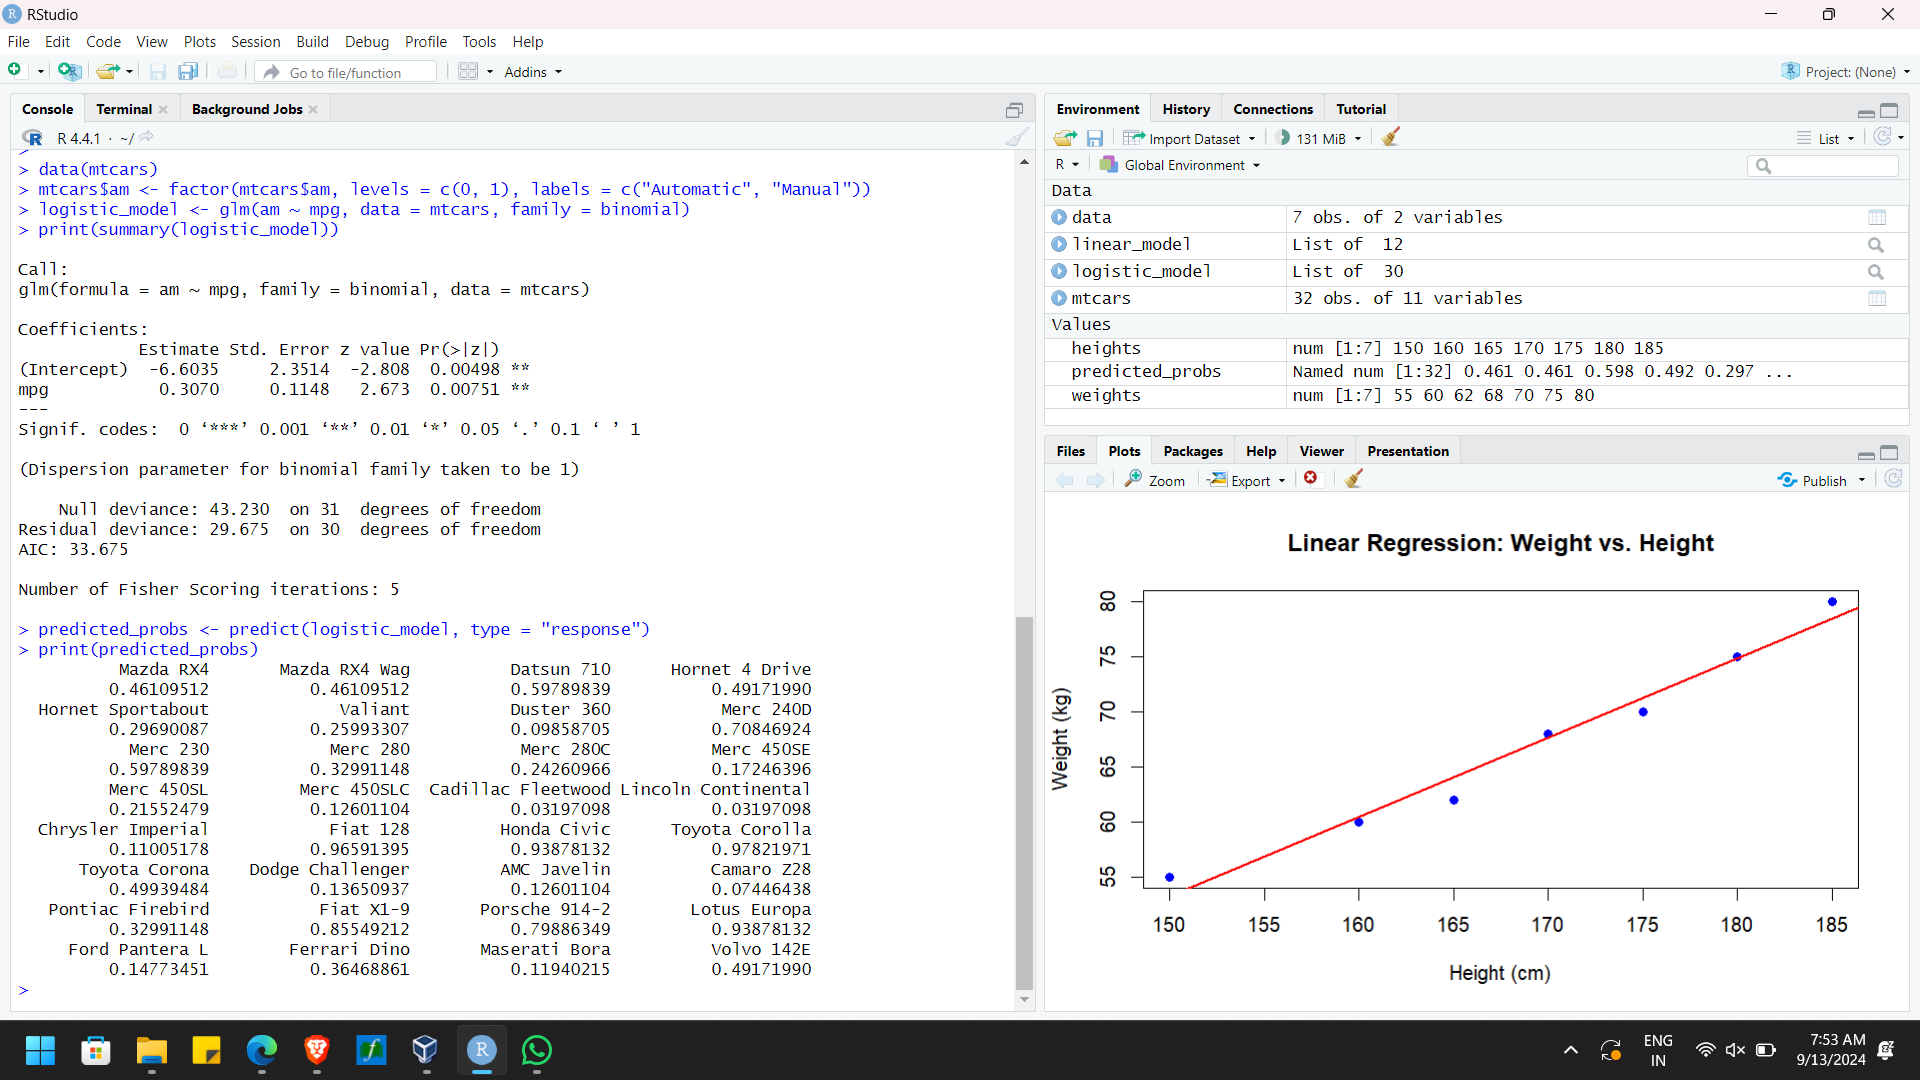 RStudio
File Edit Code View Plots Session Build Debug Profile Tools Help
Go to file/function Addins Project: (None)
Console Terminal Background Jobs
R 4.4.1 · ~/
> data(mtcars)
> mtcars$am <- factor(mtcars$am, levels = c(0, 1), labels = c("Automatic", "Manual"))
> logistic_model <- glm(am ~ mpg, data = mtcars, family = binomial)
> print(summary(logistic_model))
Call:
glm(formula = am ~ mpg, family = binomial, data = mtcars)
Coefficients:
Estimate Std. Error z value Pr(>|z|)
(Intercept) -6.6035 2.3514 -2.808 0.00498 **
mpg 0.3070 0.1148 2.673 0.00751 **
---
Signif. codes: 0 ‘***’ 0.001 ‘**’ 0.01 ‘*’ 0.05 ‘.’ 0.1 ‘ ’ 1
(Dispersion parameter for binomial family taken to be 1)
Null deviance: 43.230 on 31 degrees of freedom
Residual deviance: 29.675 on 30 degrees of freedom
AIC: 33.675
Number of Fisher Scoring iterations: 5
> predicted_probs <- predict(logistic_model, type = "response")
> print(predicted_probs)
Mazda RX4 Mazda RX4 Wag Datsun 710 Hornet 4 Drive
0.46109512 0.46109512 0.59789839 0.49171990
Hornet Sportabout Valiant Duster 360 Merc 240D
0.29690087 0.25993307 0.09858705 0.70846924
Merc 230 Merc 280 Merc 280C Merc 450SE
0.59789839 0.32991148 0.24260966 0.17246396
Merc 450SL Merc 450SLC Cadillac Fleetwood Lincoln Continental
0.21552479 0.12601104 0.03197098 0.03197098
Chrysler Imperial Fiat 128 Honda Civic Toyota Corolla
0.11005178 0.96591395 0.93878132 0.97821971
Toyota Corona Dodge Challenger AMC Javelin Camaro Z28
0.49939484 0.13650937 0.12601104 0.07446438
Pontiac Firebird Fiat X1-9 Porsche 914-2 Lotus Europa
0.32991148 0.85549212 0.79886349 0.93878132
Ford Pantera L Ferrari Dino Maserati Bora Volvo 142E
0.14773451 0.36468861 0.11940215 0.49171990
>
Environment History Connections Tutorial
Import Dataset 131 MiB List
R Global Environment
Data
data 7 obs. of 2 variables
linear_model List of 12
logistic_model List of 30
mtcars 32 obs. of 11 variables
Values
heights num [1:7] 150 160 165 170 175 180 185
predicted_probs Named num [1:32] 0.461 0.461 0.598 0.492 0.297 ...
weights num [1:7] 55 60 62 68 70 75 80
Files Plots Packages Help Viewer Presentation
Zoom Export Publish
Linear Regression: Weight vs. Height
Weight (kg)
80
75
70
65
60
55
150 155 160 165 170 175 180 185
Height (cm)
ENG
IN
7:53 AM
9/13/2024